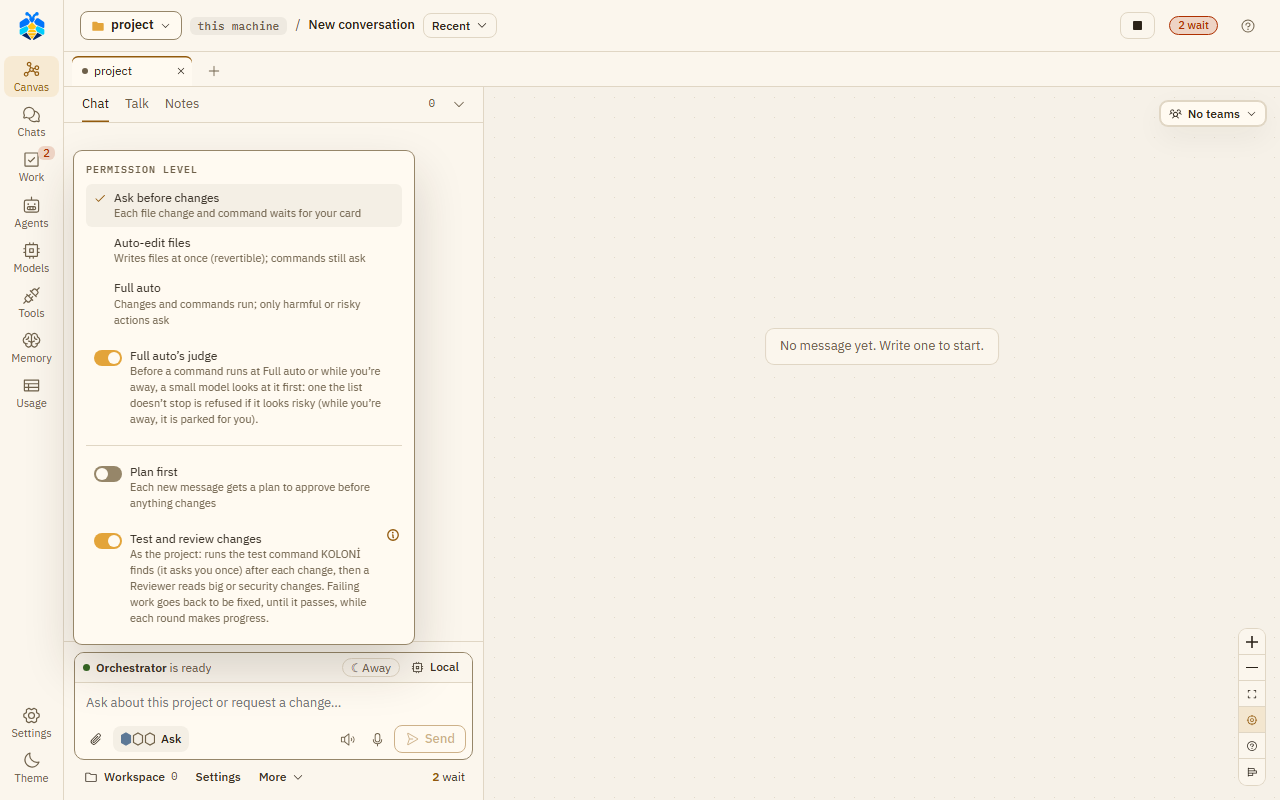 project
this machine
/
New conversation
Recent
2 wait
Canvas
Chats
Work
2
Agents
Models
Tools
Memory
Usage
Settings
Theme
project
Chat
Talk
Notes
0
No teams
PERMISSION LEVEL
Ask before changes
Each file change and command waits for your card
Auto-edit files
Writes files at once (revertible); commands still ask
Full auto
Changes and commands run; only harmful or risky
actions ask
Full auto's judge
Before a command runs at Full auto or while you're
away, a small model looks at it first: one the list
doesn't stop is refused if it looks risky (while you're
away, it is parked for you).
Plan first
Each new message gets a plan to approve before
anything changes
Test and review changes
As the project: runs the test command KOLONİ
finds (it asks you once) after each change, then a
Reviewer reads big or security changes. Failing
work goes back to be fixed, until it passes, while
each round makes progress.
No message yet. Write one to start.
Orchestrator is ready
Away
Local
Ask about this project or request a change...
Ask
Send
Workspace 0
Settings
More
2 wait